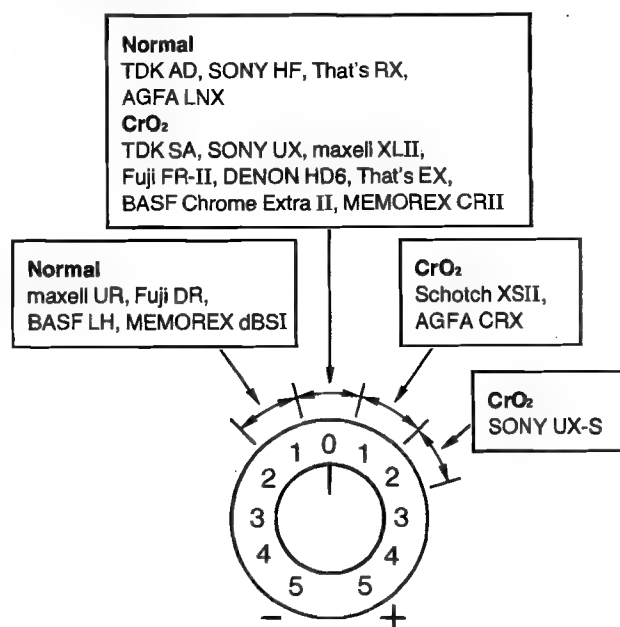 Normal
TDK AD, SONY HF, That's RX,
AGFA LNX
CrO₂
TDK SA, SONY UX, maxell XLII,
Fuji FR-II, DENON HD6, That's EX,
BASF Chrome Extra II, MEMOREX CRII
Normal
maxell UR, Fuji DR,
BASF LH, MEMOREX dBSI
CrO₂
Schotch XSII,
AGFA CRX
CrO₂
SONY UX-S
0
1 1
2 2
3 3
4 4
5 5
− +